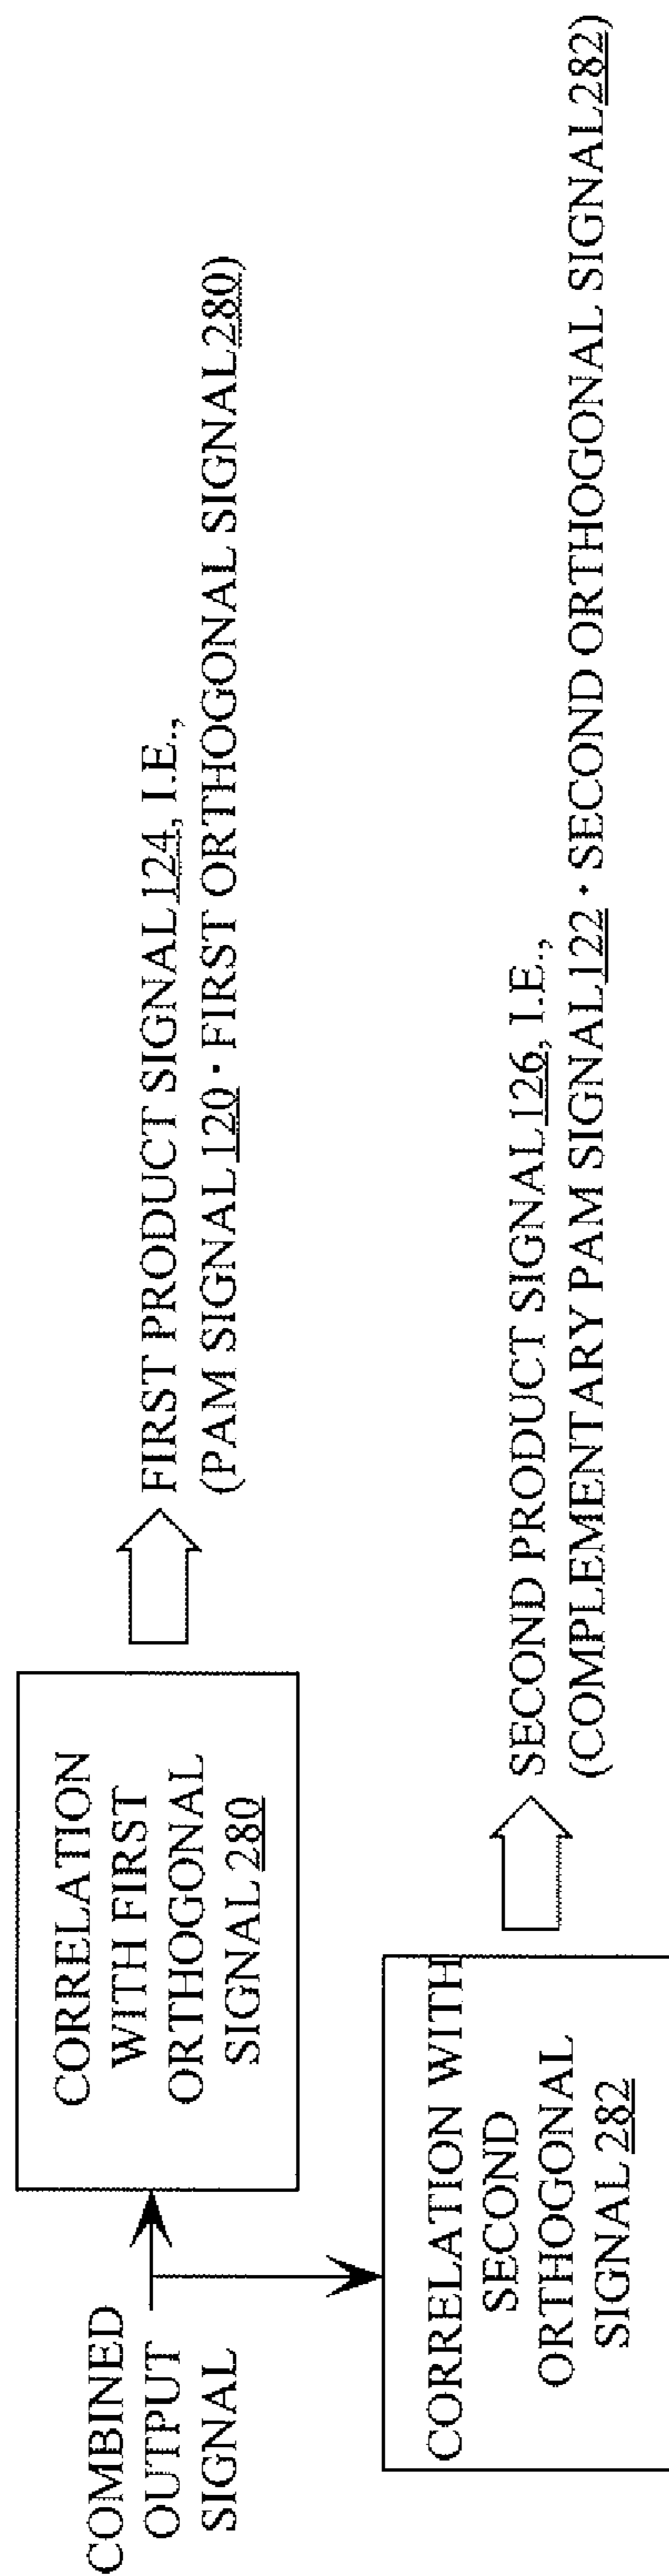 COMBINED
OUTPUT
SIGNAL
CORRELATION
WITH FIRST
ORTHOGONAL
SIGNAL 280
FIRST PRODUCT SIGNAL 124, I.E.,
(PAM SIGNAL 120 · FIRST ORTHOGONAL SIGNAL 280)
CORRELATION WITH
SECOND
ORTHOGONAL
SIGNAL 282
SECOND PRODUCT SIGNAL 126, I.E.,
(COMPLEMENTARY PAM SIGNAL 122 · SECOND ORTHOGONAL SIGNAL 282)